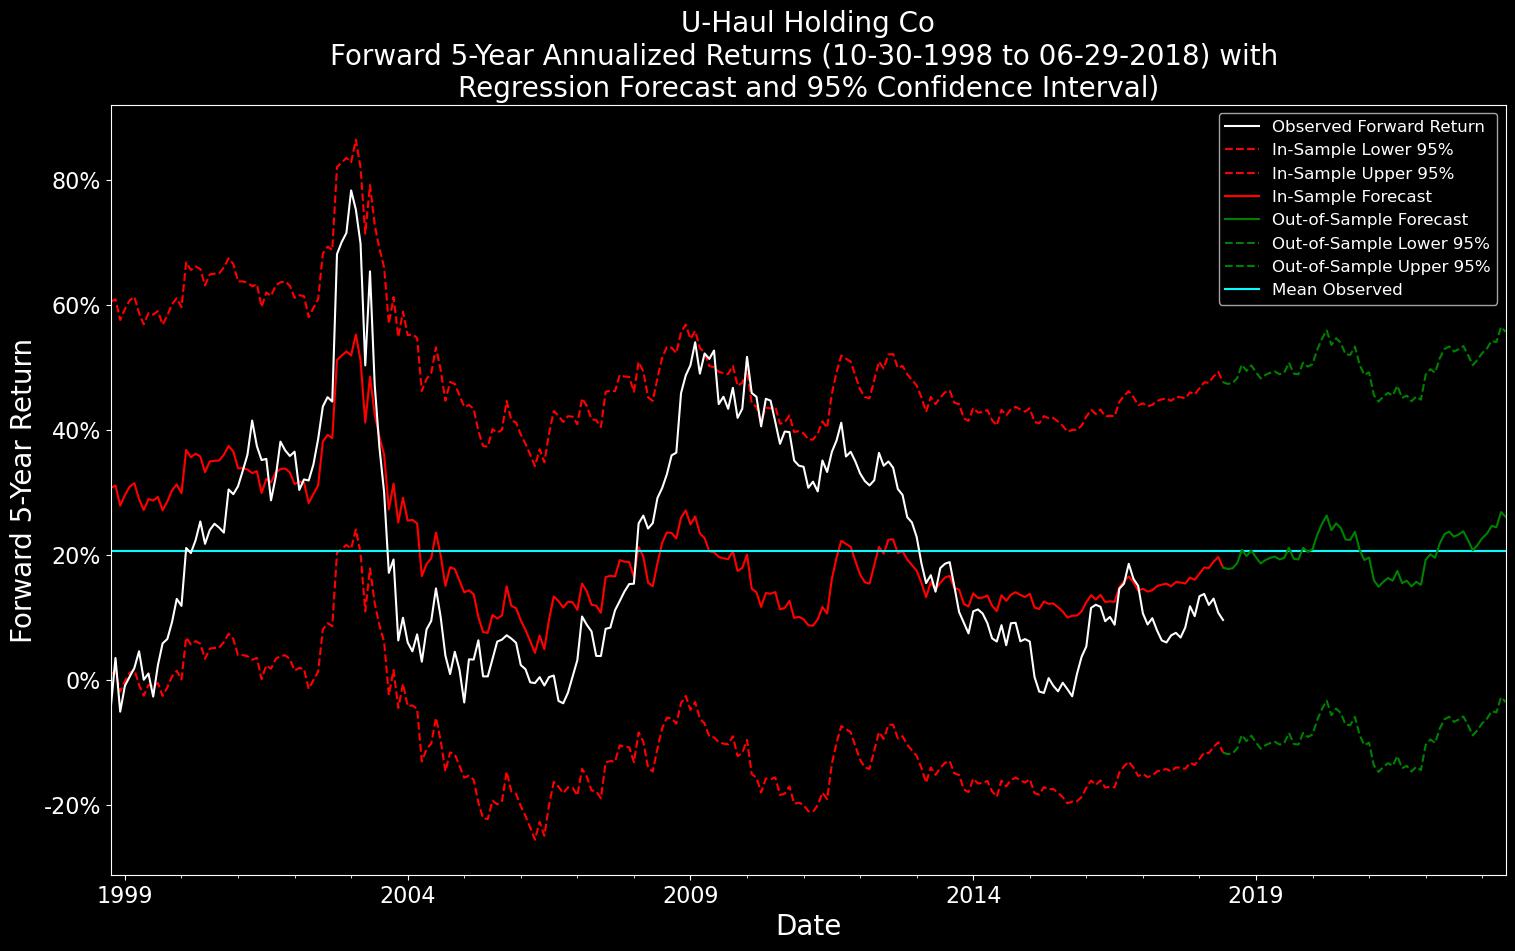 U-Haul Holding Co
Forward 5-Year Annualized Returns (10-30-1998 to 06-29-2018) with
Regression Forecast and 95% Confidence Interval)
Observed Forward Return
In-Sample Lower 95%
In-Sample Upper 95%
In-Sample Forecast
Out-of-Sample Forecast
Out-of-Sample Lower 95%
Out-of-Sample Upper 95%
Mean Observed
Forward 5-Year Return
80%
60%
40%
20%
0%
-20%
1999
2004
2009
2014
2019
Date